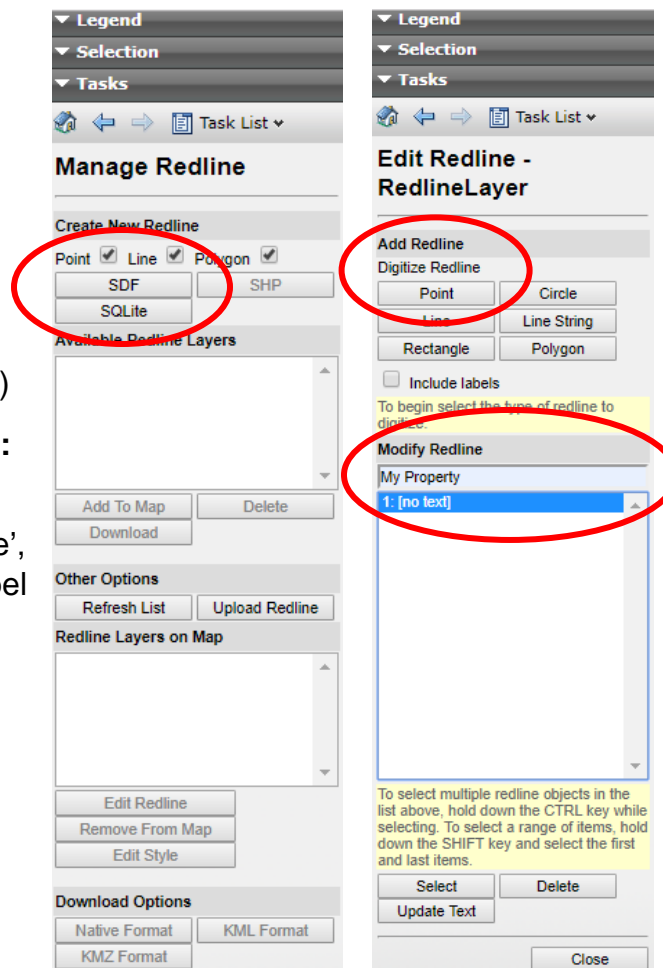 )
:
e’,
pel
Legend
Selection
Tasks
Task List
Manage Redline
Create New Redline
Point Line Polygon
SDF SHP
SQLite
Available Redline Layers
Add To Map Delete
Download
Other Options
Refresh List Upload Redline
Redline Layers on Map
Edit Redline
Remove From Map
Edit Style
Download Options
Native Format KML Format
KMZ Format
Legend
Selection
Tasks
Task List
Edit Redline -
RedlineLayer
Add Redline
Digitize Redline
Point Circle
Line Line String
Rectangle Polygon
Include labels
To begin select the type of redline to
digitize.
Modify Redline
My Property
1: [no text]
To select multiple redline objects in the
list above, hold down the CTRL key while
selecting. To select a range of items, hold
down the SHIFT key and select the first
and last items.
Select Delete
Update Text
Close